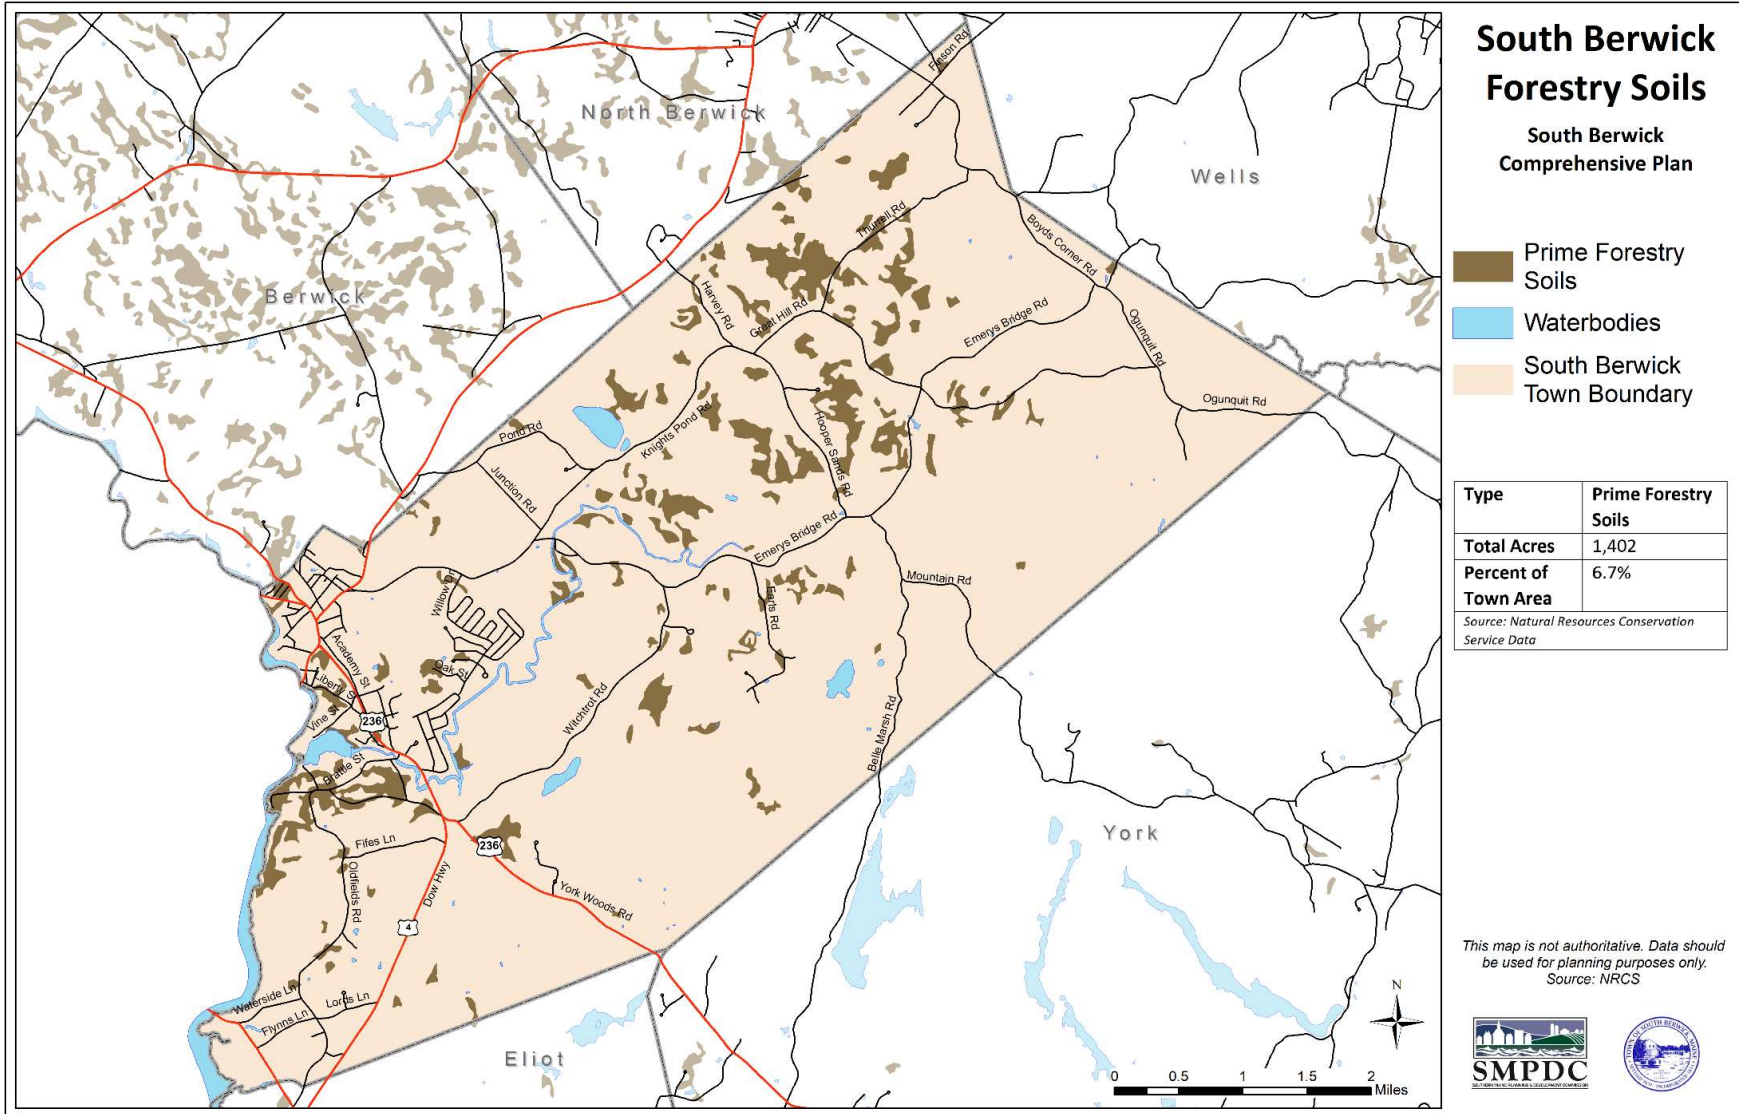 South Berwick
Forestry Soils
South Berwick
Comprehensive Plan
Prime Forestry
Soils
Waterbodies
South Berwick
Town Boundary
Type
Prime Forestry
Soils
Total Acres
1,402
Percent of
Town Area
6.7%
Source: Natural Resources Conservation
Service Data
This map is not authoritative. Data should
be used for planning purposes only.
Source: NRCS
N
SMPDC
0 0.5 1 1.5 2
Miles
North Berwick
Wells
Berwick
York
Eliot
Finson Rd
Thurrell Rd
Boyds Corner Rd
Harvey Rd
Great Hill Rd
Emerys Bridge Rd
Ogunquit Rd
Ogunquit Rd
Knights Pond Rd
Hooper Sands Rd
Pond Rd
Junction Rd
Emerys Bridge Rd
Mountain Rd
Willow Dr
Earls Rd
Academy St
Oak St
Liberty St
Vine St
236
Witchtrot Rd
Belle Marsh Rd
Brattle St
Fifes Ln
236
Oldfields Rd
Dow Hwy
York Woods Rd
4
Waterside Ln
Lords Ln
Flynns Ln